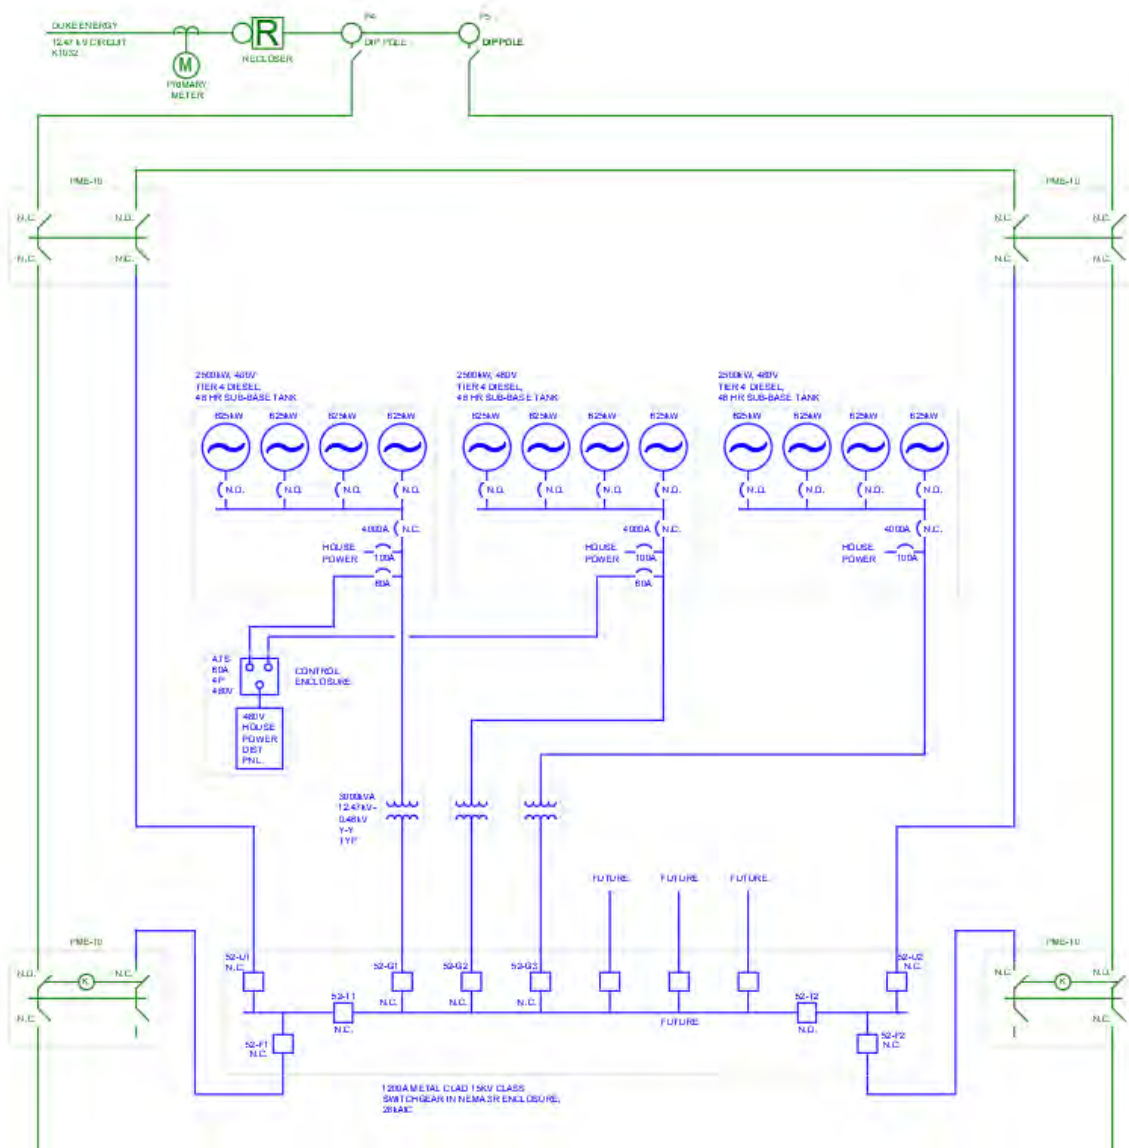 DUKE ENERGY
12.47 kV CIRCUIT
K1032
M
PRIMARY
METER
R
RECLOSER
P4
DIP POLE
P5
DIP POLE
PME-10
PME-10
N.C.
N.O.
N.C.
N.C.
N.C.
N.C.
N.C.
N.C.
2500kW, 480V
TIER 4 DIESEL,
48 HR SUB-BASE TANK
625kW 625kW 625kW 625kW
N.O. N.O. N.O. N.O.
4000A N.C.
HOUSE
POWER
100A
60A
2500kW, 480V
TIER 4 DIESEL,
48 HR SUB-BASE TANK
625kW 625kW 625kW 625kW
N.O. N.O. N.O. N.O.
4000A N.C.
HOUSE
POWER
100A
60A
2500kW, 480V
TIER 4 DIESEL,
48 HR SUB-BASE TANK
625kW 625kW 625kW 625kW
N.O. N.O. N.O. N.O.
4000A N.C.
HOUSE
POWER
100A
ATS
60A
4P
480V
CONTROL
ENCLOSURE
480V
HOUSE
POWER
DIST
PNL.
3000kVA
12.47kV-
0.48kV
Y-Y
TYP
FUTURE
FUTURE
FUTURE
PME-10
N.O.
K
N.C.
N.C.
52-U1
N.C.
52-G1
N.C.
52-G2
N.C.
52-G3
N.C.
52-U2
N.C.
52-T1
N.C.
FUTURE
52-T2
N.O.
52-F1
N.C.
52-F2
N.C.
PME-10
N.C.
K
N.O.
N.C.
1200A METAL CLAD 15KV CLASS
SWITCHGEAR IN NEMA 3R ENCLOSURE,